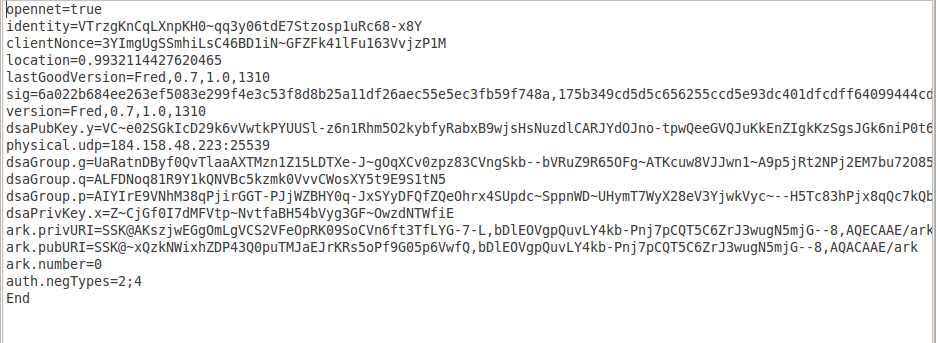 opennet=true
identity=VTrzgKnCqLXnpKH0~qq3y06tdE7Stzosp1uRc68-x8Y
clientNonce=3YImgUgSSmhiLsC46BD1iN~GFZFk41lFu163VvjzP1M
location=0.9932114427620465
lastGoodVersion=Fred,0.7,1.0,1310
sig=6a022b684ee263ef5083e299f4e3c53f8d8b25a11df26aec55e5ec3fb59f748a,175b349cd5d5c656255ccd5e93dc401dfcdff64099444cd
version=Fred,0.7,1.0,1310
dsaPubKey.y=VC~e02SGkIcD29k6vVwtkPYUUSl-z6n1Rhm5O2kybfyRabxB9wjsHsNuzdlCARJYdOJno-tpwQeeGVQJuKkEnZIgkKzSgsJGk6niP0t6
physical.udp=184.158.48.223:25539
dsaGroup.g=UaRatnDByf0QvTlaaAXTMzn1Z15LDTXe-J~gOqXCv0zpz83CVngSkb--bVRuZ9R65OFg~ATKcuw8VJJwn1~A9p5jRt2NPj2EM7bu72O85
dsaGroup.q=ALFDNoq81R9Y1kQNVBc5kzmk0VvvCWosXY5t9E9S1tN5
dsaGroup.p=AIYIrE9VNhM38qPjirGGT-PJjWZBHY0q-JxSYyDFQfZQeOhrx4SUpdc~SppnWD~UHymT7WyX28eV3YjwkVyc~--H5Tc83hPjx8qQc7kQb
dsaPrivKey.x=Z~CjGf0I7dMFVtp~NvtfaBH54bVyg3GF~OwzdNTWfiE
ark.privURI=SSK@AKszjwEGgOmLgVCS2VFeOpRK09SoCVn6ft3TfLYG-7-L,bDlEOVgpQuvLY4kb-Pnj7pCQT5C6ZrJ3wugN5mjG--8,AQECAAE/ark
ark.pubURI=SSK@~xQzkNWixhZDP43Q0puTMJaEJrKRs5oPf9G05p6VwfQ,bDlEOVgpQuvLY4kb-Pnj7pCQT5C6ZrJ3wugN5mjG--8,AQACAAE/ark
ark.number=0
auth.negTypes=2;4
End